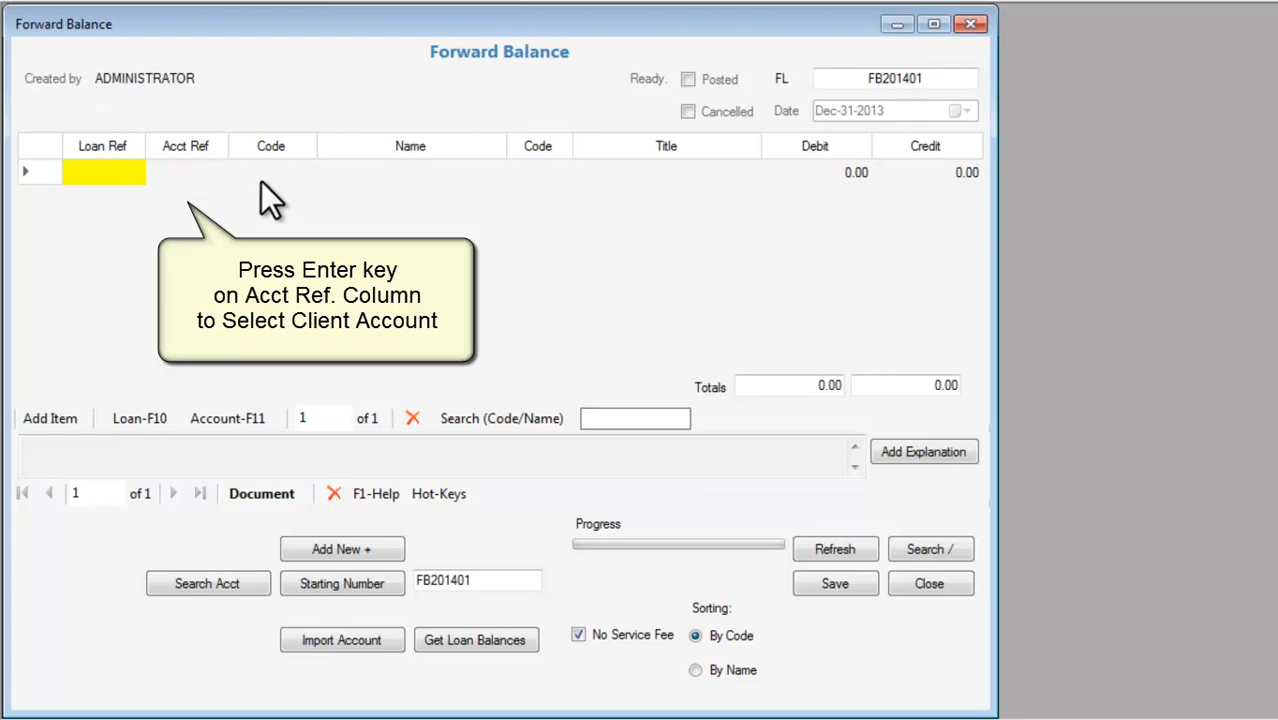 Forward Balance
Forward Balance
Created by ADMINISTRATOR Ready. Posted FL FB201401
Cancelled Date Dec-31-2013
Loan Ref Acct Ref Code Name Code Title Debit Credit
0.00 0.00
Press Enter key
on Acct Ref. Column
to Select Client Account
Totals 0.00 0.00
Add Item Loan-F10 Account-F11 1 of 1 Search (Code/Name)
Add Explanation
1 of 1 Document F1-Help Hot-Keys
Progress
Add New + Refresh Search /
Search Acct Starting Number FB201401 Save Close
Sorting:
Import Account Get Loan Balances No Service Fee By Code
By Name